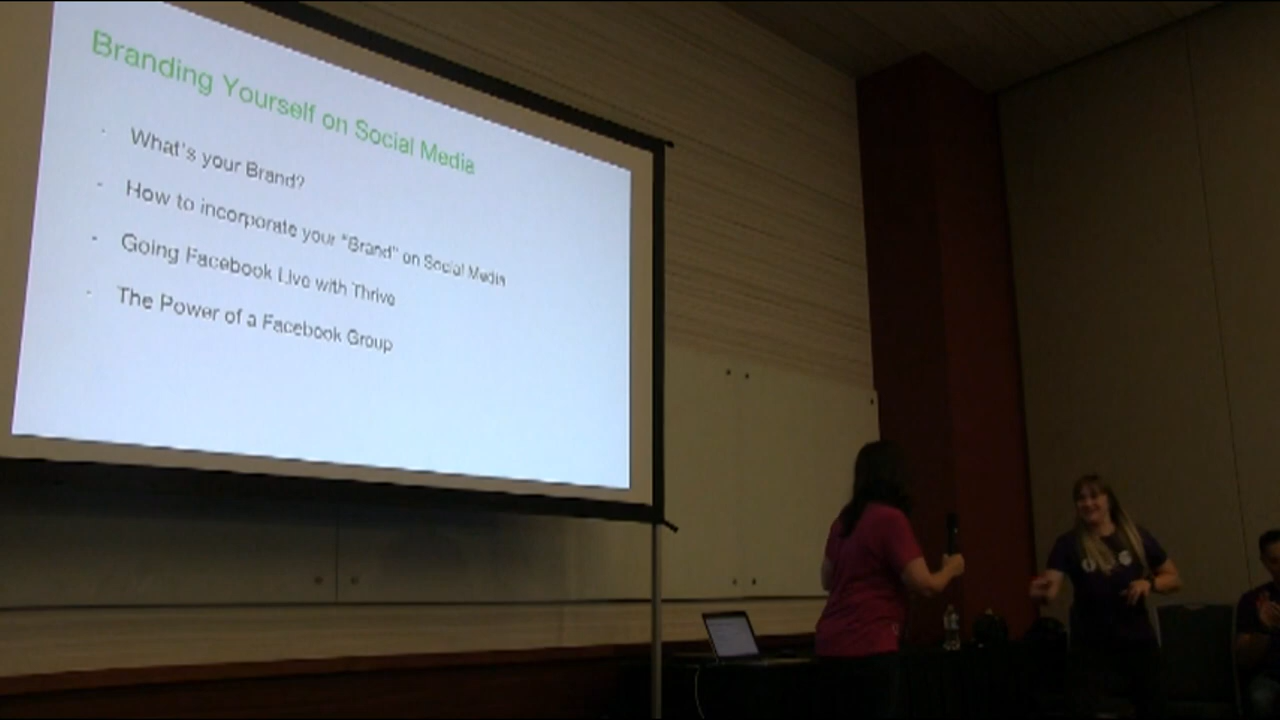 Branding Yourself on Social Media
- What's your Brand?
- How to incorporate your "Brand" on Social Media
- Going Facebook Live with Thrive
- The Power of a Facebook Group